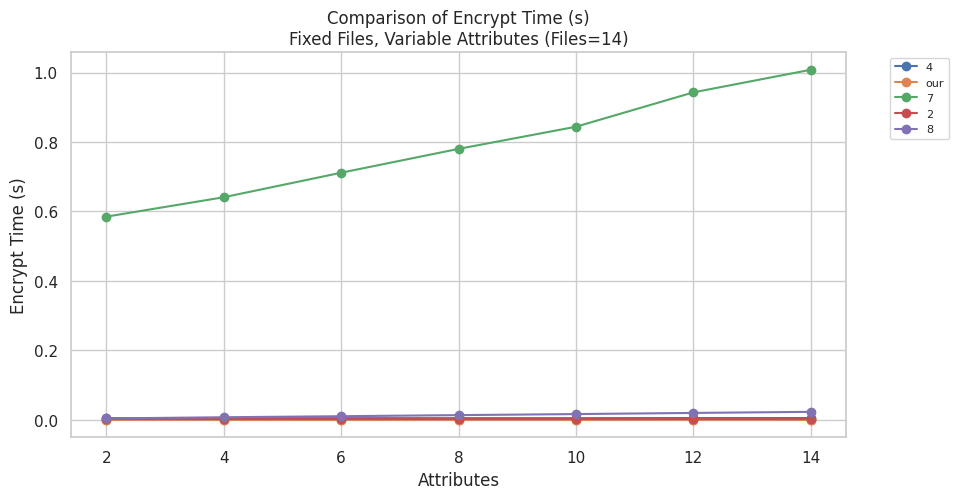 Comparison of Encrypt Time (s)
Fixed Files, Variable Attributes (Files=14)
1.0
0.8
0.6
0.4
0.2
0.0
Encrypt Time (s)
2 4 6 8 10 12 14
Attributes
4
our
7
2
8